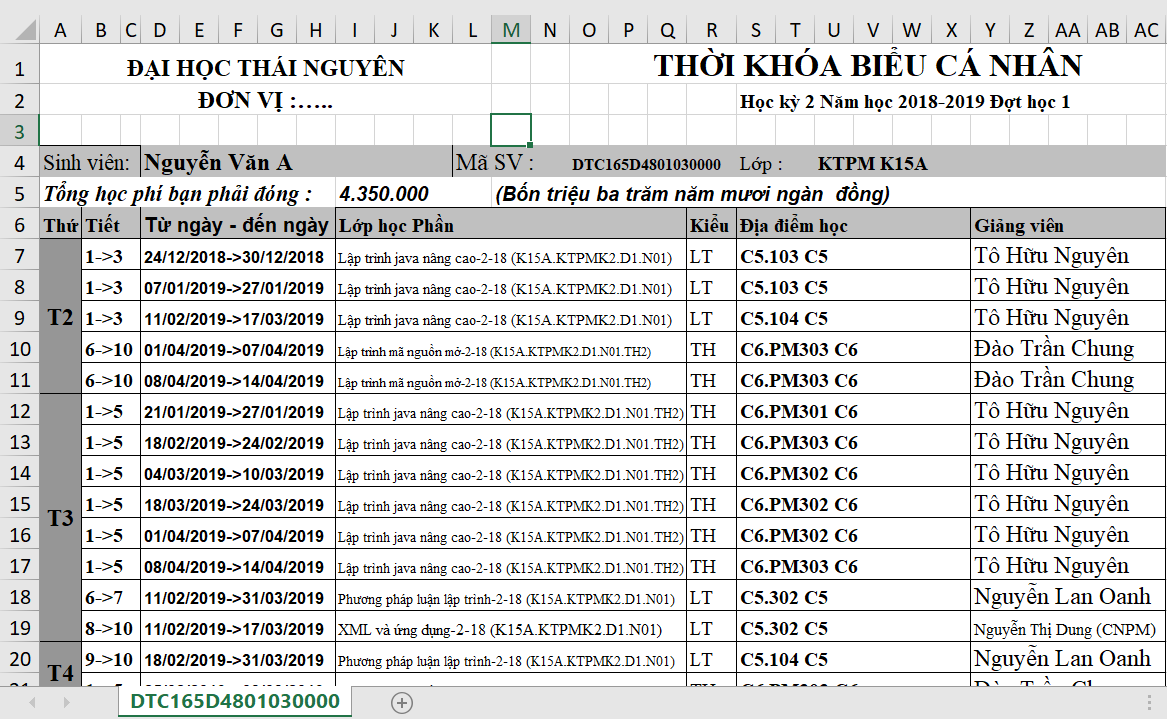 A B C D E F G H I J K L M N O P Q R S T U V W X Y Z AA AB AC
1 ĐẠI HỌC THÁI NGUYÊN THỜI KHÓA BIỂU CÁ NHÂN
2 ĐƠN VỊ :….. Học kỳ 2 Năm học 2018-2019 Đợt học 1
3
4 Sinh viên: Nguyễn Văn A Mã SV : DTC165D4801030000 Lớp : KTPM K15A
5 Tổng học phí bạn phải đóng : 4.350.000 (Bốn triệu ba trăm năm mươi ngàn đồng)
6 Thứ Tiết Từ ngày - đến ngày Lớp học Phần Kiểu Địa điểm học Giảng viên
7 1->3 24/12/2018->30/12/2018 Lập trình java nâng cao-2-18 (K15A.KTPMK2.D1.N01) LT C5.103 C5 Tô Hữu Nguyên
8 1->3 07/01/2019->27/01/2019 Lập trình java nâng cao-2-18 (K15A.KTPMK2.D1.N01) LT C5.103 C5 Tô Hữu Nguyên
9 T2 1->3 11/02/2019->17/03/2019 Lập trình java nâng cao-2-18 (K15A.KTPMK2.D1.N01) LT C5.104 C5 Tô Hữu Nguyên
10 6->10 01/04/2019->07/04/2019 Lập trình mã nguồn mở-2-18 (K15A.KTPMK2.D1.N01.TH2) TH C6.PM303 C6 Đào Trần Chung
11 6->10 08/04/2019->14/04/2019 Lập trình mã nguồn mở-2-18 (K15A.KTPMK2.D1.N01.TH2) TH C6.PM303 C6 Đào Trần Chung
12 1->5 21/01/2019->27/01/2019 Lập trình java nâng cao-2-18 (K15A.KTPMK2.D1.N01.TH2) TH C6.PM301 C6 Tô Hữu Nguyên
13 1->5 18/02/2019->24/02/2019 Lập trình java nâng cao-2-18 (K15A.KTPMK2.D1.N01.TH2) TH C6.PM303 C6 Tô Hữu Nguyên
14 1->5 04/03/2019->10/03/2019 Lập trình java nâng cao-2-18 (K15A.KTPMK2.D1.N01.TH2) TH C6.PM302 C6 Tô Hữu Nguyên
15 T3 1->5 18/03/2019->24/03/2019 Lập trình java nâng cao-2-18 (K15A.KTPMK2.D1.N01.TH2) TH C6.PM302 C6 Tô Hữu Nguyên
16 1->5 01/04/2019->07/04/2019 Lập trình java nâng cao-2-18 (K15A.KTPMK2.D1.N01.TH2) TH C6.PM302 C6 Tô Hữu Nguyên
17 1->5 08/04/2019->14/04/2019 Lập trình java nâng cao-2-18 (K15A.KTPMK2.D1.N01.TH2) TH C6.PM303 C6 Tô Hữu Nguyên
18 6->7 11/02/2019->31/03/2019 Phương pháp luận lập trình-2-18 (K15A.KTPMK2.D1.N01) LT C5.302 C5 Nguyễn Lan Oanh
19 8->10 11/02/2019->17/03/2019 XML và ứng dụng-2-18 (K15A.KTPMK2.D1.N01) LT C5.302 C5 Nguyễn Thị Dung (CNPM)
20 T4 9->10 18/02/2019->31/03/2019 Phương pháp luận lập trình-2-18 (K15A.KTPMK2.D1.N01) LT C5.104 C5 Nguyễn Lan Oanh
DTC165D4801030000